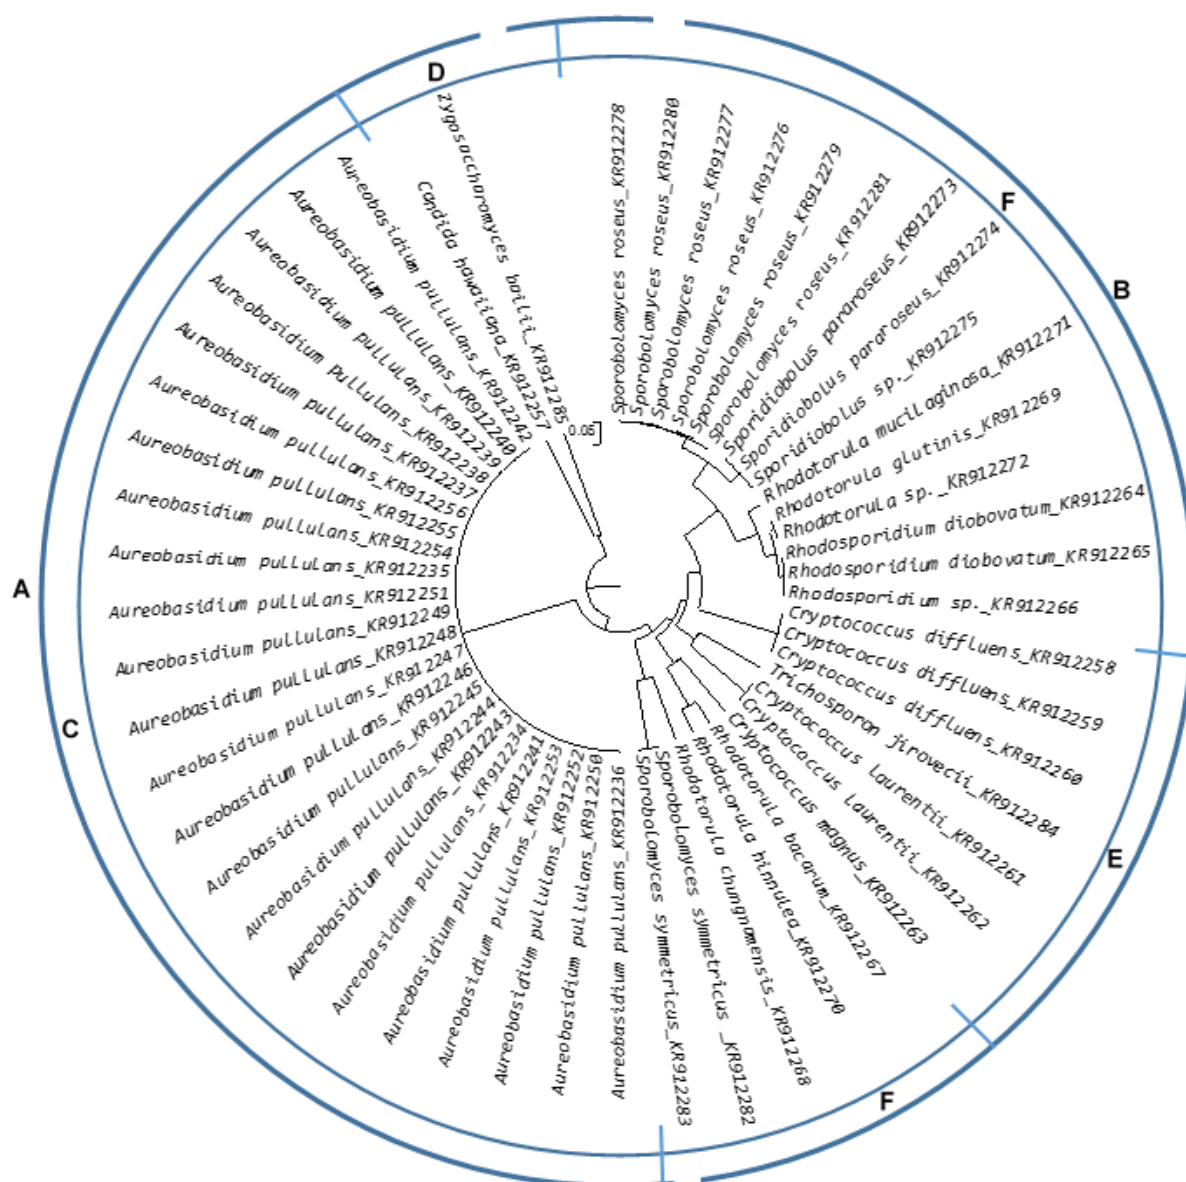 D
F
B
A
C
E
F
0.05
Sporobolomyces roseus_KR912278
Sporobolomyces roseus_KR912280
Sporobolomyces roseus_KR912277
Sporobolomyces roseus_KR912276
Sporobolomyces roseus_KR912279
Sporobolomyces roseus_KR912281
Sporidiobolus pararoseus_KR912273
Sporidiobolus pararoseus_KR912274
Sporidiobolus sp._KR912275
Rhodotorula mucilaginosa_KR912271
Rhodotorula glutinis_KR912269
Rhodotorula sp._KR912272
Rhodosporidium diobovatum_KR912264
Rhodosporidium diobovatum_KR912265
Rhodosporidium sp._KR912266
Cryptococcus diffluens_KR912258
Cryptococcus diffluens_KR912259
Cryptococcus diffluens_KR912260
Trichosporon jirovecii_KR912284
Cryptococcus laurentii_KR912261
Cryptococcus laurentii_KR912262
Cryptococcus magnus_KR912263
Rhodotorula bacarum_KR912267
Rhodotorula hinnulea_KR912270
Rhodotorula chungnamensis_KR912268
Sporobolomyces symmetricus _KR912282
Sporobolomyces symmetricus_KR912283
Aureobasidium pullulans_KR912236
Aureobasidium pullulans_KR912250
Aureobasidium pullulans_KR912252
Aureobasidium pullulans_KR912253
Aureobasidium pullulans_KR912241
Aureobasidium pullulans_KR912234
Aureobasidium pullulans_KR912243
Aureobasidium pullulans_KR912244
Aureobasidium pullulans_KR912245
Aureobasidium pullulans_KR912246
Aureobasidium pullulans_KR912247
Aureobasidium pullulans_KR912248
Aureobasidium pullulans_KR912249
Aureobasidium pullulans_KR912251
Aureobasidium pullulans_KR912235
Aureobasidium pullulans_KR912254
Aureobasidium pullulans_KR912255
Aureobasidium pullulans_KR912256
Aureobasidium pullulans_KR912237
Aureobasidium Pullulans_KR912238
Aureobasidium pullulans_KR912239
Aureobasidium pullulans_KR912240
Aureobasidium pullulans_KR912242
Candida hawaiiana_KR912257
Zygosaccharomyces bailii_KR912285